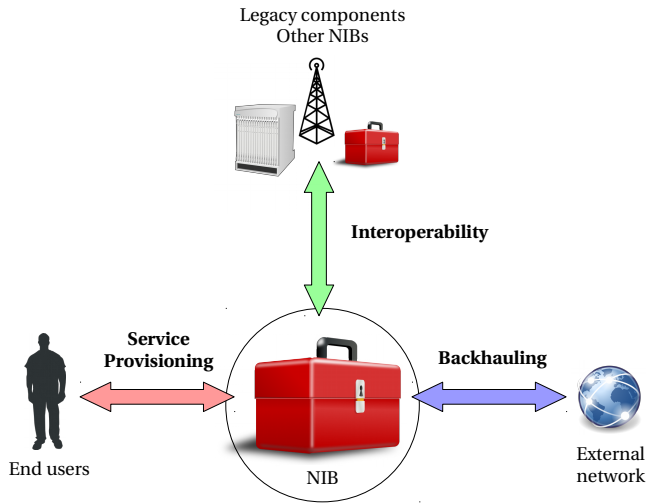 Legacy components
Other NIBs
Interoperability
Service
Provisioning
Backhauling
End users
NIB
External
network